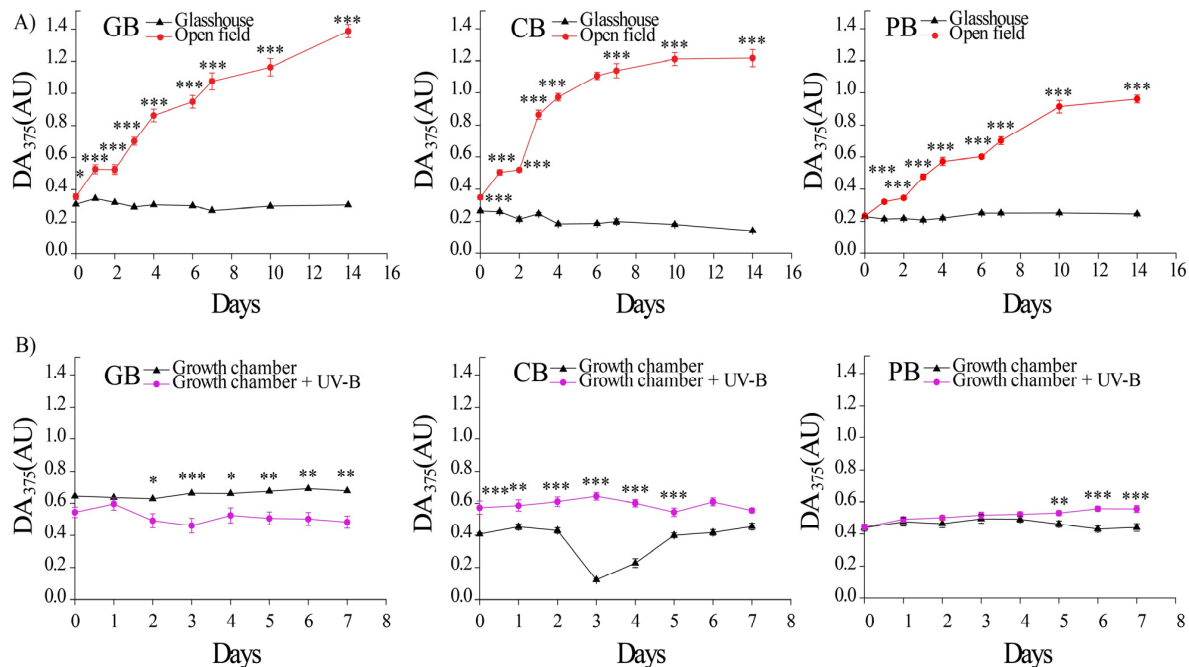 A)
GB
Glasshouse
Open field
DA375(AU)
1.4
1.2
1.0
0.8
0.6
0.4
0.2
0.0
* *** *** *** *** *** *** *** ***
0 2 4 6 8 10 12 14 16
Days
CB
Glasshouse
Open field
DA375(AU)
1.4
1.2
1.0
0.8
0.6
0.4
0.2
0.0
*** *** *** *** *** *** *** ***
0 2 4 6 8 10 12 14 16
Days
PB
Glasshouse
Open field
DA375(AU)
1.4
1.2
1.0
0.8
0.6
0.4
0.2
0.0
*** *** *** *** *** *** *** ***
0 2 4 6 8 10 12 14 16
Days
B)
GB
Growth chamber
Growth chamber + UV-B
DA375(AU)
1.4
1.2
1.0
0.8
0.6
0.4
0.2
0.0
* *** * ** ** **
0 1 2 3 4 5 6 7 8
Days
CB
Growth chamber
Growth chamber + UV-B
DA375(AU)
1.4
1.2
1.0
0.8
0.6
0.4
0.2
0.0
*** ** *** *** *** ***
0 1 2 3 4 5 6 7 8
Days
PB
Growth chamber
Growth chamber + UV-B
DA375(AU)
1.4
1.2
1.0
0.8
0.6
0.4
0.2
0.0
** *** ***
0 1 2 3 4 5 6 7 8
Days